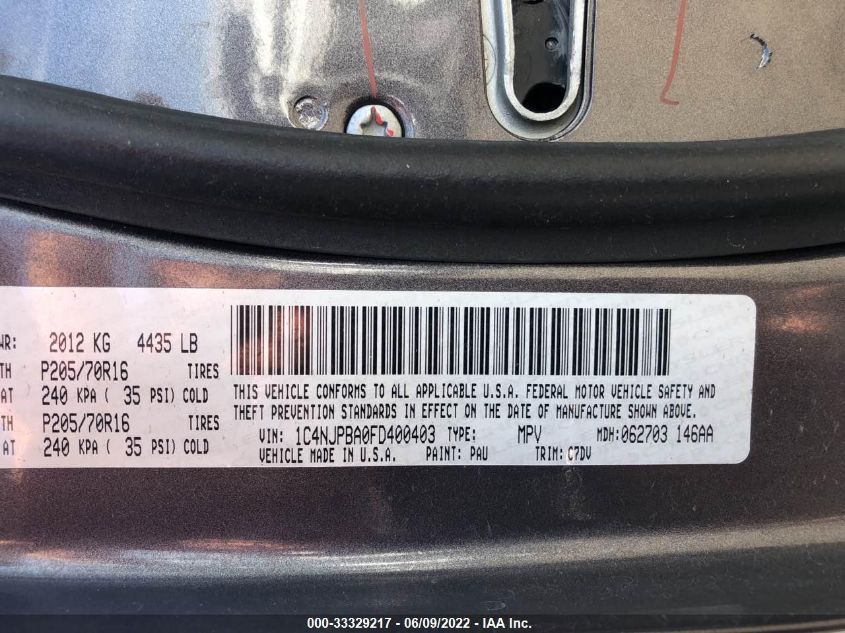 WR: 2012 KG 4435 LB
TH P205/70R16 TIRES
AT 240 KPA ( 35 PSI) COLD
TH P205/70R16 TIRES
AT 240 KPA ( 35 PSI) COLD
THIS VEHICLE CONFORMS TO ALL APPLICABLE U.S.A. FEDERAL MOTOR VEHICLE SAFETY AND
THEFT PREVENTION STANDARDS IN EFFECT ON THE DATE OF MANUFACTURE SHOWN ABOVE.
VIN: 1C4NJPBA0FD400403 TYPE: MPV MDH:062703 146AA
VEHICLE MADE IN U.S.A. PAINT: PAU TRIM: C7DV
000-33329217 - 06/09/2022 - IAA Inc.